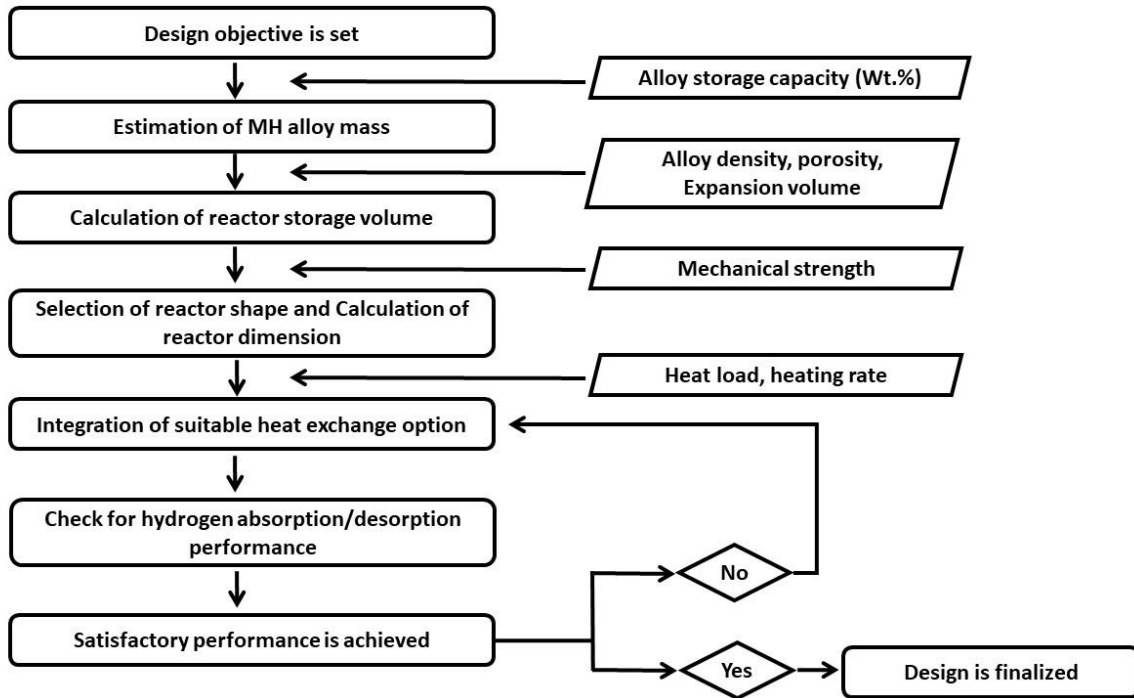 Design objective is set
Alloy storage capacity (Wt.%)
Estimation of MH alloy mass
Alloy density, porosity,
Expansion volume
Calculation of reactor storage volume
Mechanical strength
Selection of reactor shape and Calculation of
reactor dimension
Heat load, heating rate
Integration of suitable heat exchange option
Check for hydrogen absorption/desorption
performance
No
Satisfactory performance is achieved
Yes
Design is finalized